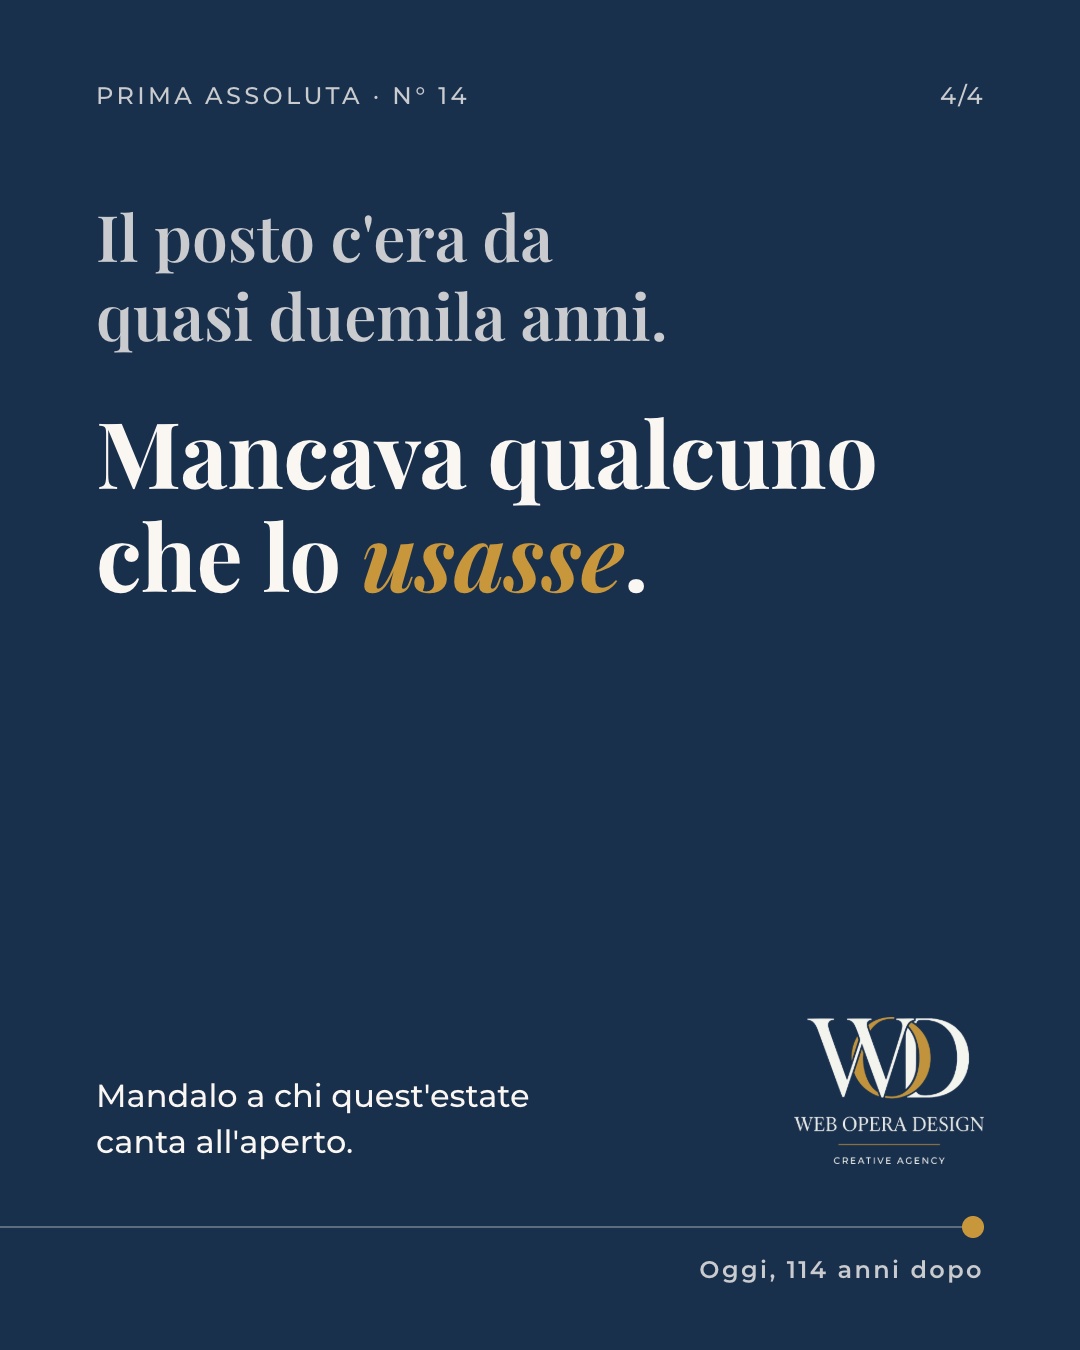 PRIMA ASSOLUTA · N° 14
4/4
Il posto c'era da
quasi duemila anni.
Mancava qualcuno
che lo usasse.
Mandalo a chi quest'estate
canta all'aperto.
WOD
WEB OPERA DESIGN
CREATIVE AGENCY
Oggi, 114 anni dopo